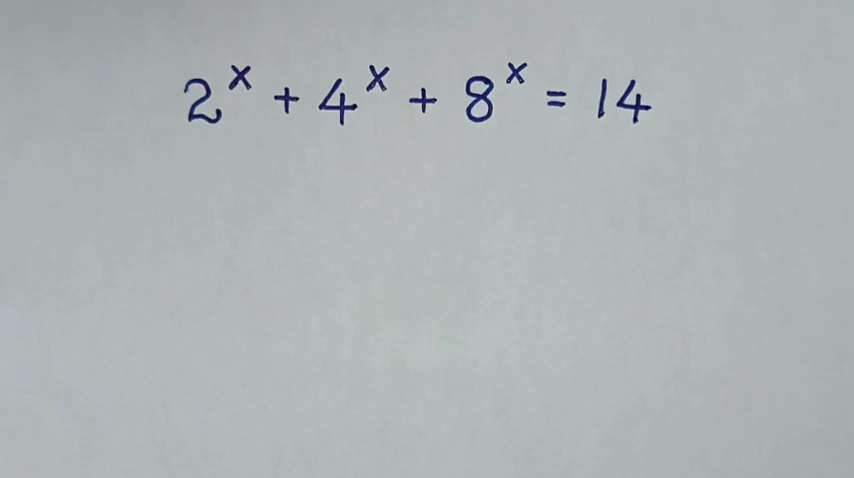 2^x + 4^x + 8^x = 14